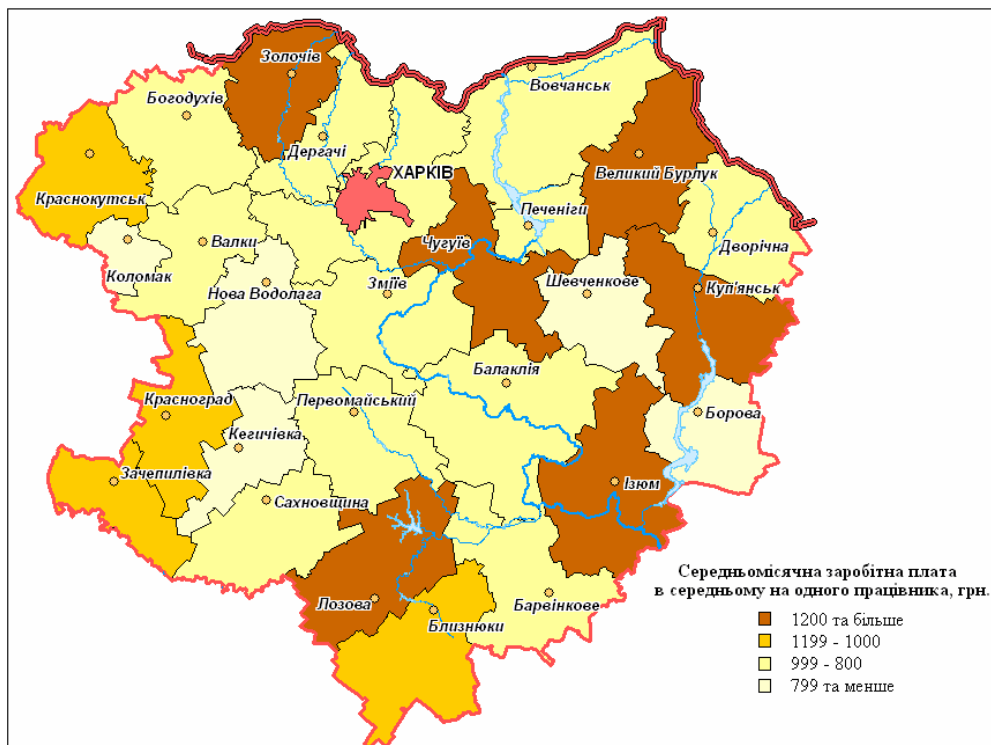 Золочів
Вовчанськ
Богодухів
Дергачі
ХАРКІВ
Великий Бурлук
Краснокутськ
Печеніги
Валки
Чугуїв
Дворічна
Коломак
Нова Водолага
Зміїв
Шевченкове
Куп'янськ
Балаклія
Красноград
Первомайський
Борова
Кегичівка
Зачепилівка
Ізюм
Сахновщина
Лозова
Барвінкове
Близнюки
Середньомісячна заробітна плата
в середньому на одного працівника, грн.
1200 та більше
1199 - 1000
999 - 800
799 та менше